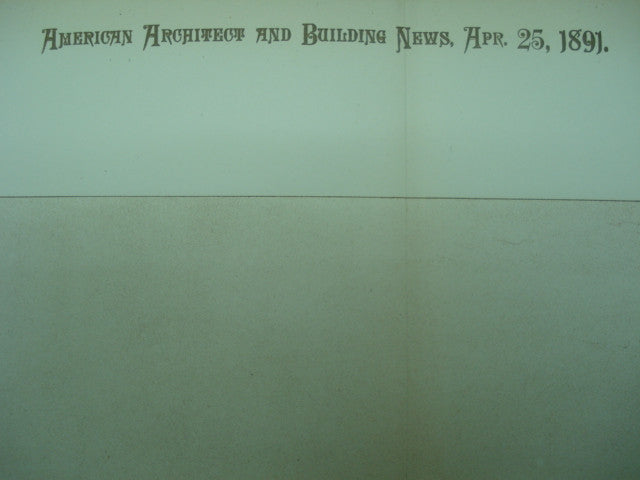 American Architect and Building News, Apr. 25, 1891.